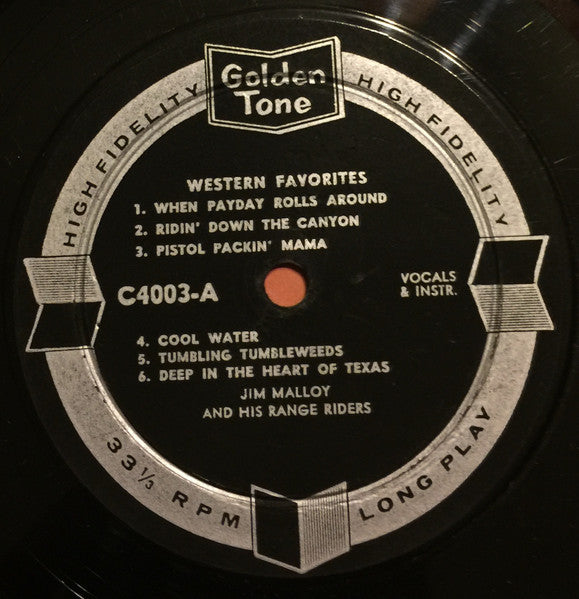 Golden
Tone
HIGH FIDELITY
HIGH FIDELITY
WESTERN FAVORITES
1. WHEN PAYDAY ROLLS AROUND
2. RIDIN' DOWN THE CANYON
3. PISTOL PACKIN' MAMA
C4003-A
VOCALS
& INSTR.
4. COOL WATER
5. TUMBLING TUMBLEWEEDS
6. DEEP IN THE HEART OF TEXAS
JIM MALLOY
AND HIS RANGE RIDERS
33 1/3 RPM
LONG PLAY